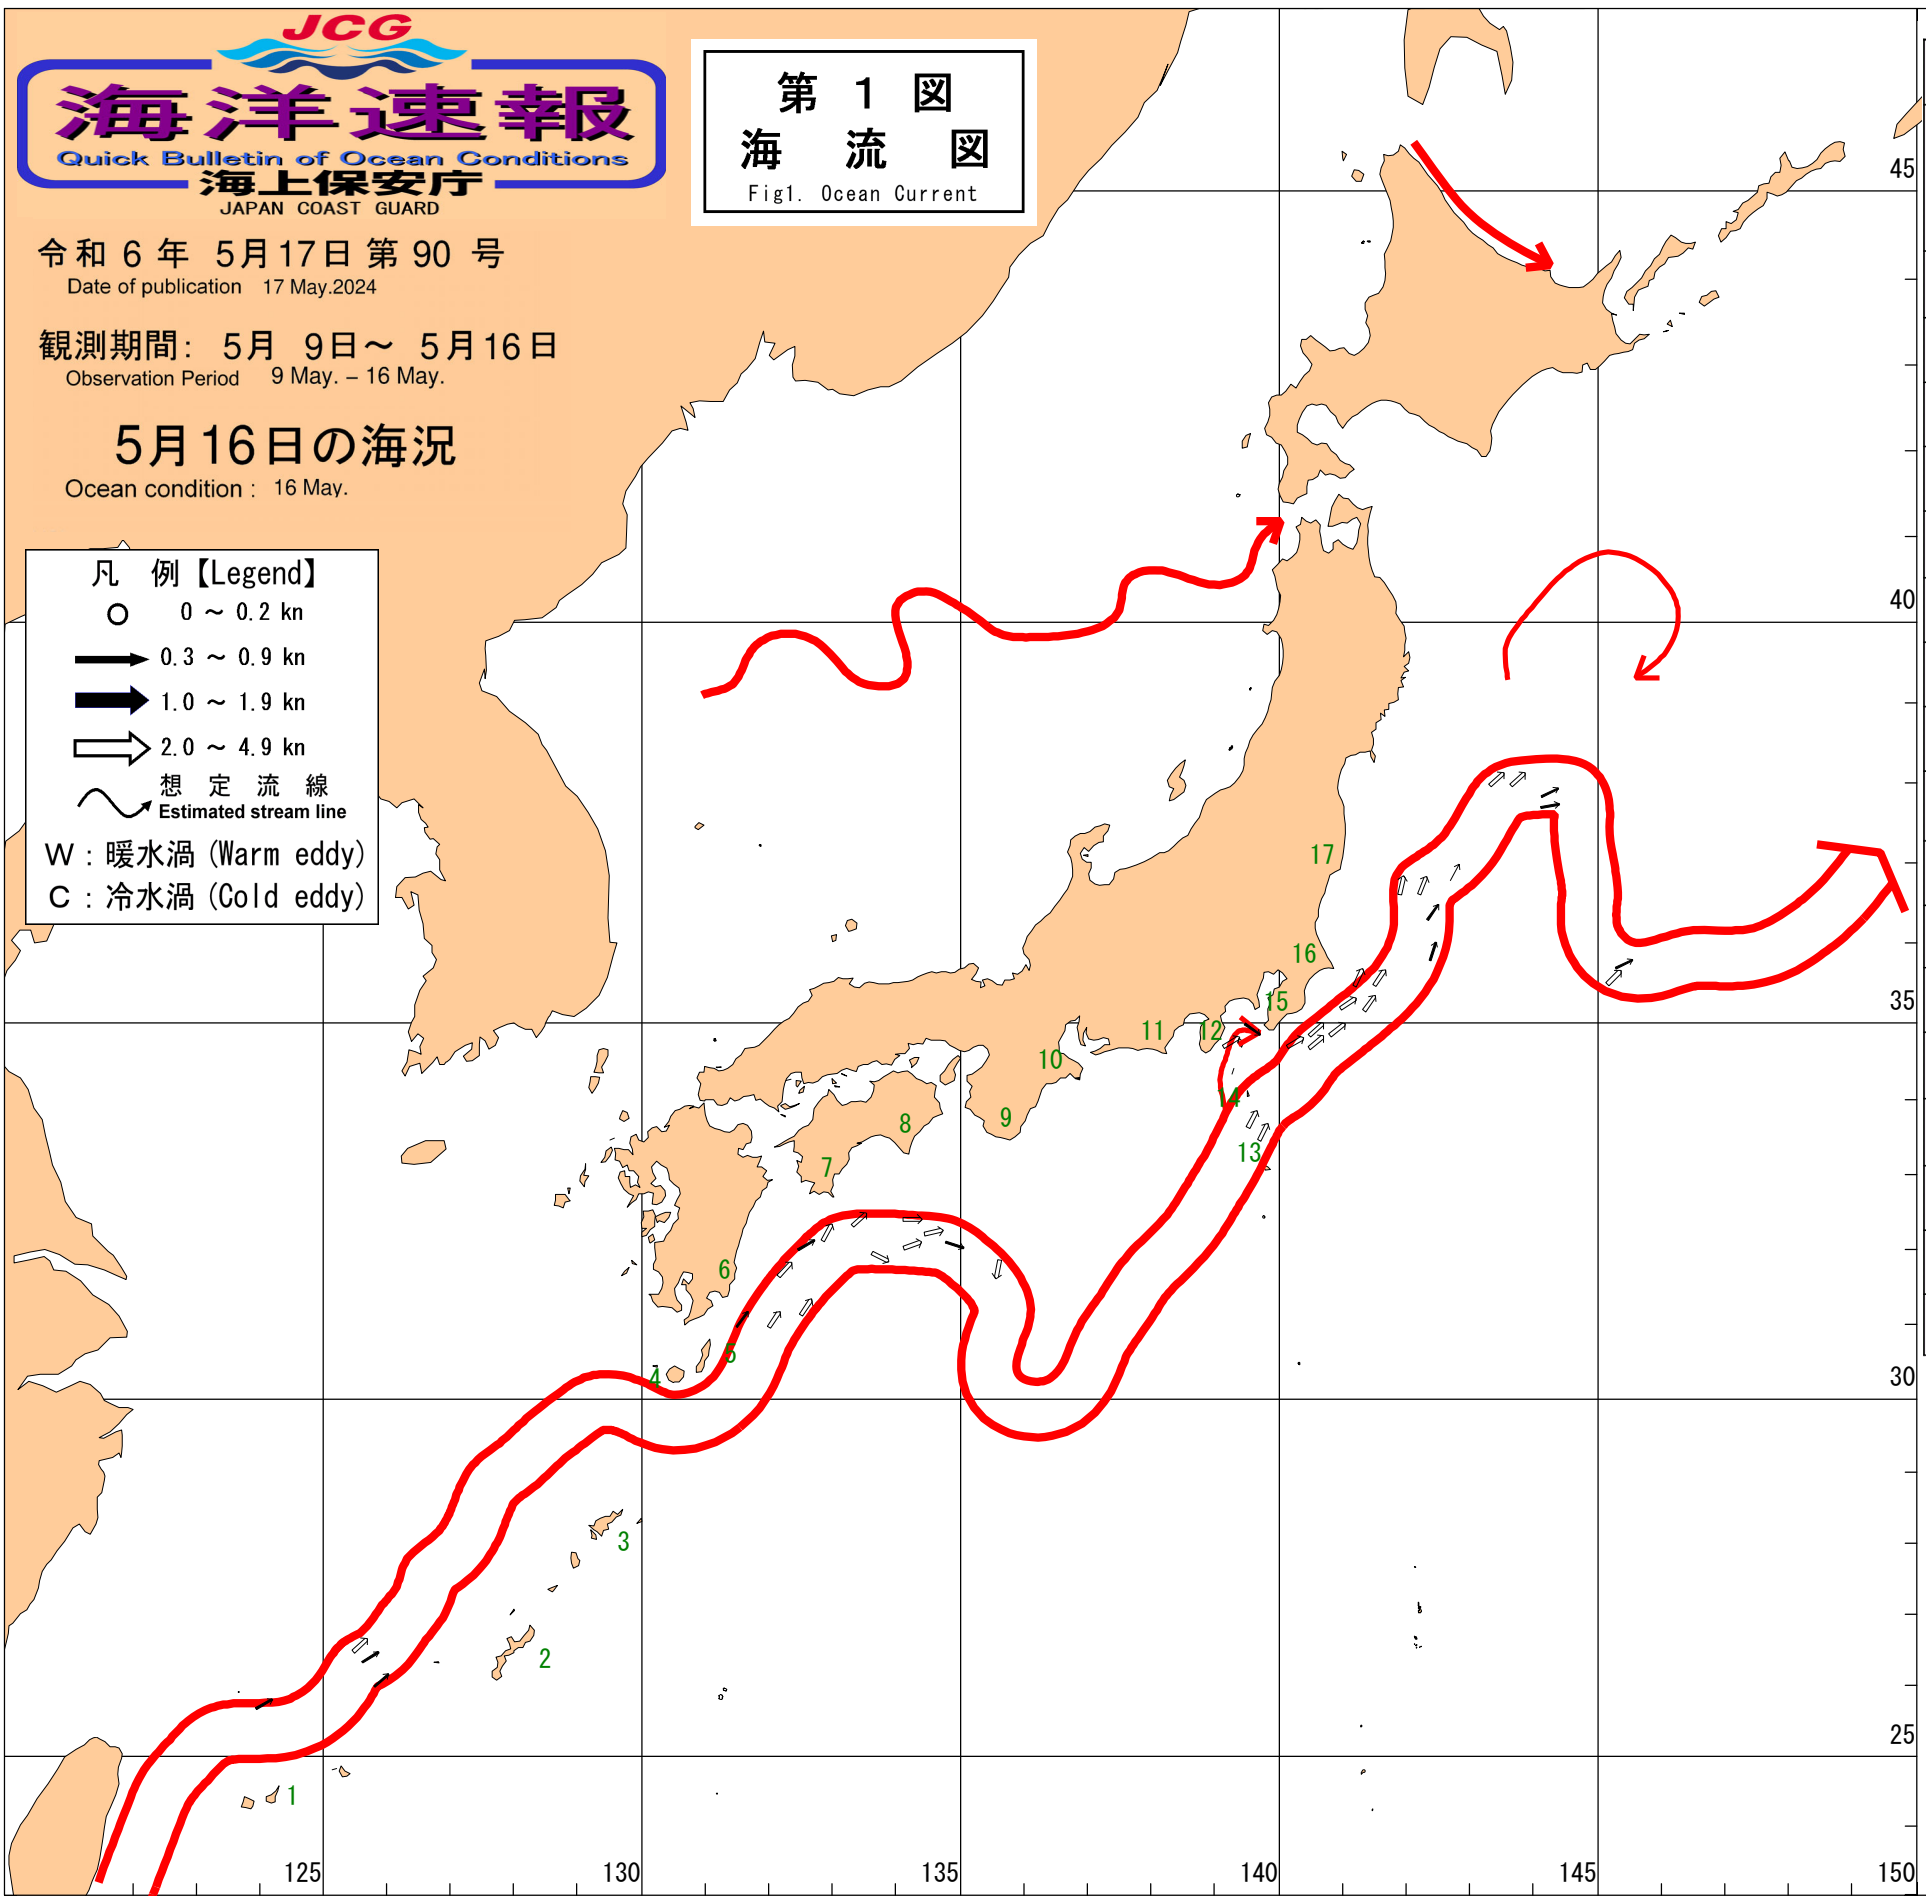 JCG
海洋速報
Quick Bulletin of Ocean Conditions
海上保安庁
JAPAN COAST GUARD
第 1 図
海 流 図
Fig1. Ocean Current
令和 6 年 5月17日 第 90 号
Date of publication 17 May.2024
観測期間: 5月 9日～ 5月16日
Observation Period 9 May. – 16 May.
5月16日の海況
Ocean condition : 16 May.
凡 例【Legend】
0 ～ 0.2 kn
0.3 ～ 0.9 kn
1.0 ～ 1.9 kn
2.0 ～ 4.9 kn
想 定 流 線
Estimated stream line
W : 暖水渦 (Warm eddy)
C : 冷水渦 (Cold eddy)
45
40
35
30
25
17
16
15
14
13
12
11
10
9
8
7
6
5
4
3
2
1
125
130
135
140
145
150